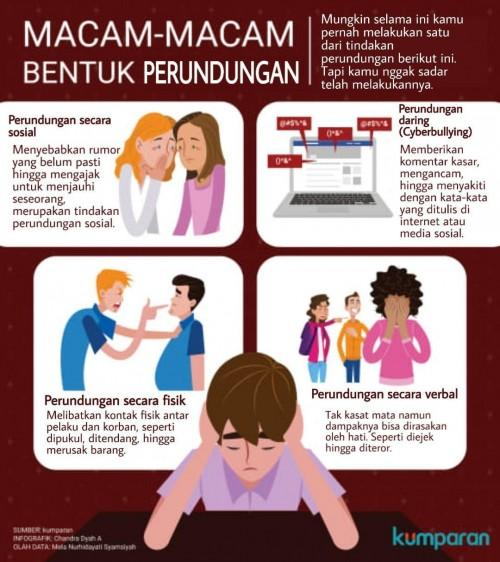 MACAM-MACAM
BENTUK PERUNDUNGAN
Mungkin selama ini kamu
pernah melakukan satu
dari tindakan
perundungan berikut ini.
Tapi kamu nggak sadar
telah melakukannya.
Perundungan secara
sosial
Menyebabkan rumor
yang belum pasti
hingga mengajak
untuk menjauhi
seseorang,
merupakan tindakan
perundungan sosial.
@#$%^&
()*&^
@#$%^&
()*&^
Perundungan
daring
(Cyberbullying)
Memberikan
komentar kasar,
mengancam,
hingga menyakiti
dengan kata-kata
yang ditulis di
internet atau
media sosial.
Perundungan secara fisik
Melibatkan kontak fisik antar
pelaku dan korban, seperti
dipukul, ditendang, hingga
merusak barang.
Perundungan secara verbal
Tak kasat mata namun
dampaknya bisa dirasakan
oleh hati. Seperti diejek
hingga diteror.
SUMBER: kumparan
INFOGRAFIK: Chandra Dyah A
OLAH DATA: Mela Nurhidayati Syamsiyah
kumparan